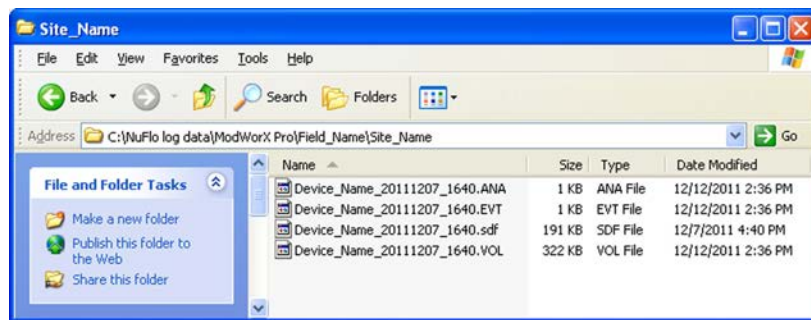 Site_Name
File Edit View Favorites Tools Help
Back Search Folders
Address C:\NuFlo log data\ModWorX Pro\Field_Name\Site_Name Go
File and Folder Tasks
Make a new folder
Publish this folder to
the Web
Share this folder
Name Size Type Date Modified
Device_Name_20111207_1640.ANA 1 KB ANA File 12/12/2011 2:36 PM
Device_Name_20111207_1640.EVT 1 KB EVT File 12/12/2011 2:36 PM
Device_Name_20111207_1640.sdf 191 KB SDF File 12/7/2011 4:40 PM
Device_Name_20111207_1640.VOL 322 KB VOL File 12/12/2011 2:36 PM